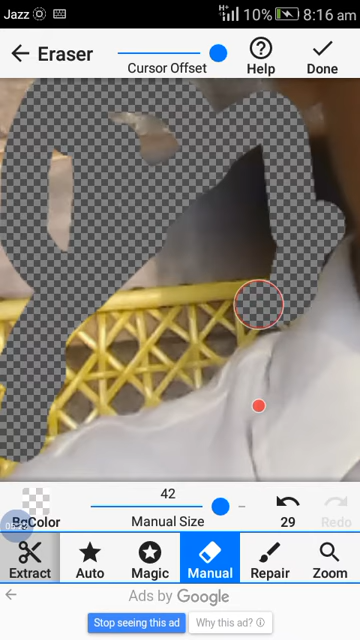 Jazz 10% 8:16 am
Eraser
Cursor Offset
Help
Done
42
BgColor
Manual Size
29
Redo
Extract
Auto
Magic
Manual
Repair
Zoom
Ads by Google
Stop seeing this ad
Why this ad?